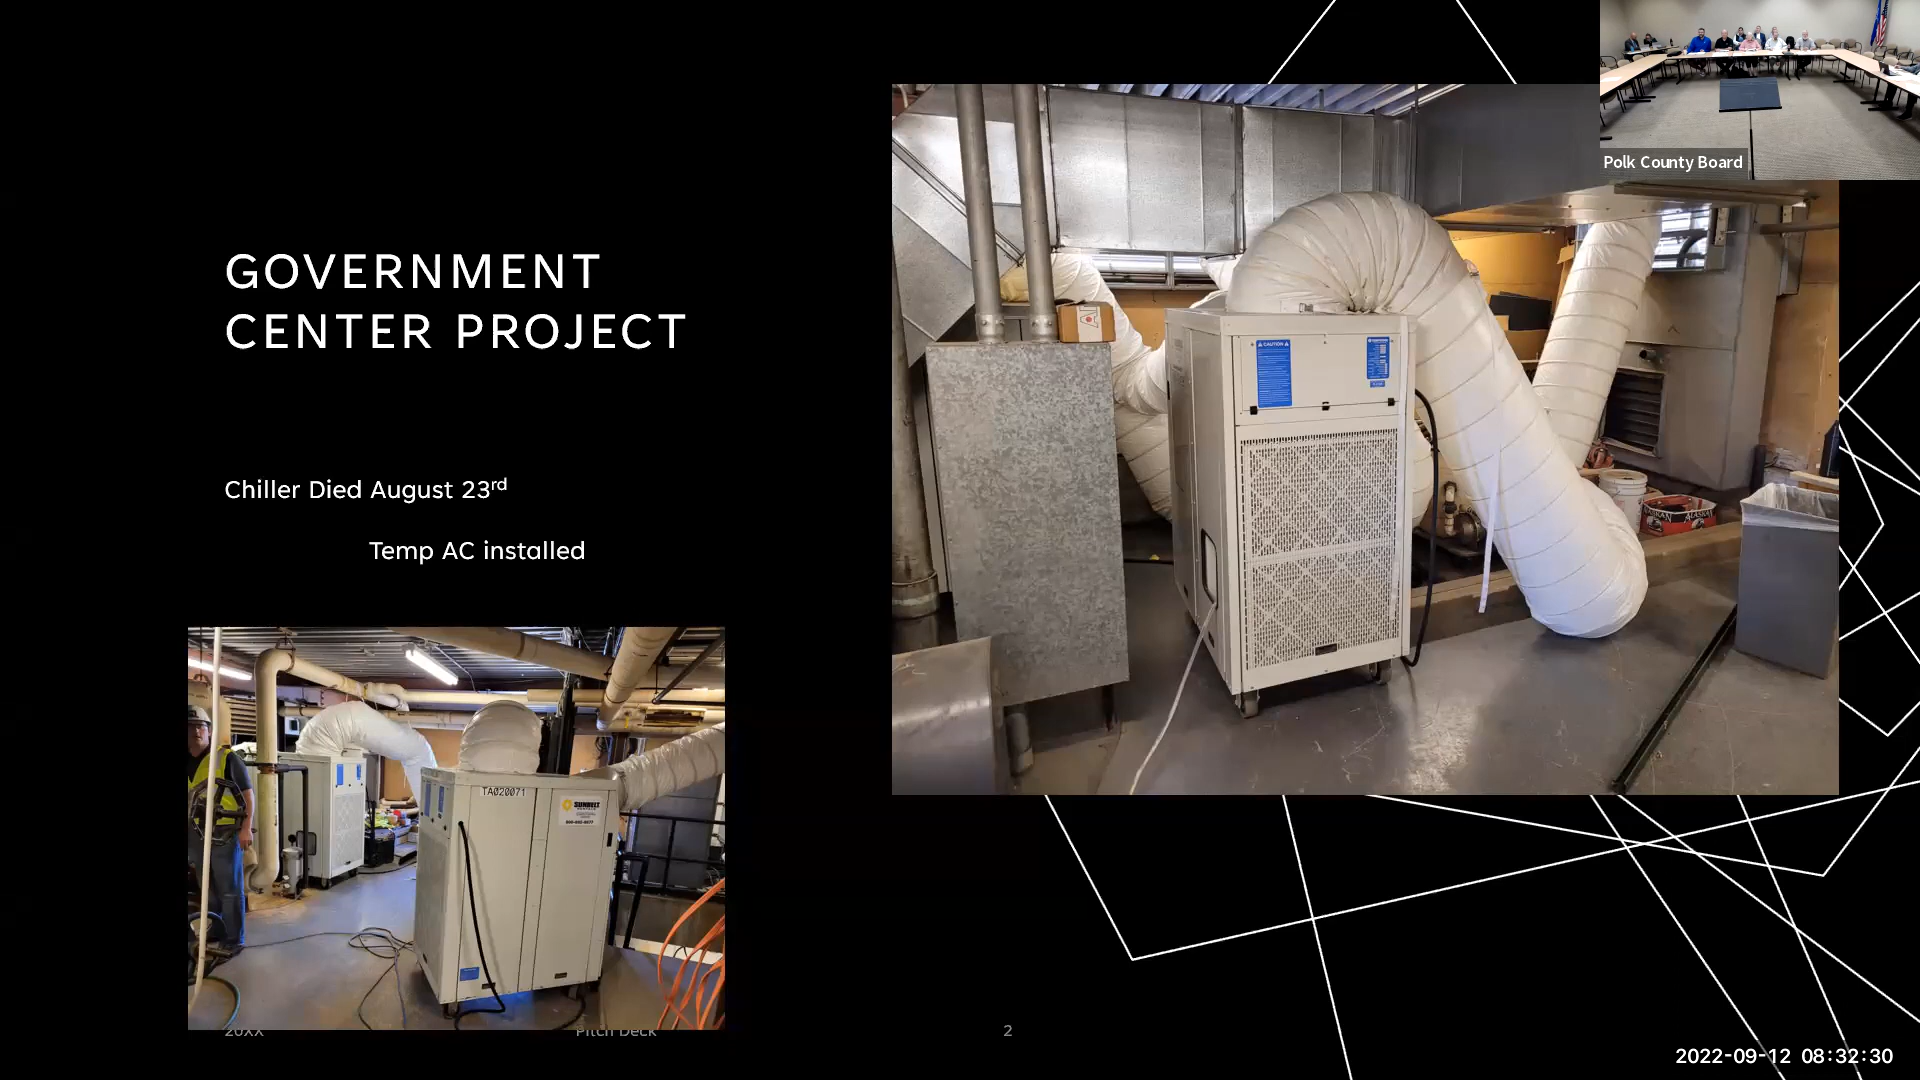 Polk County Board
GOVERNMENT
CENTER PROJECT
CAUTION
Chiller Died August 23rd
Temp AC installed
TA020071
SUNBELT
20XX
Pitch Deck
2
2022-09-12 08:32:30